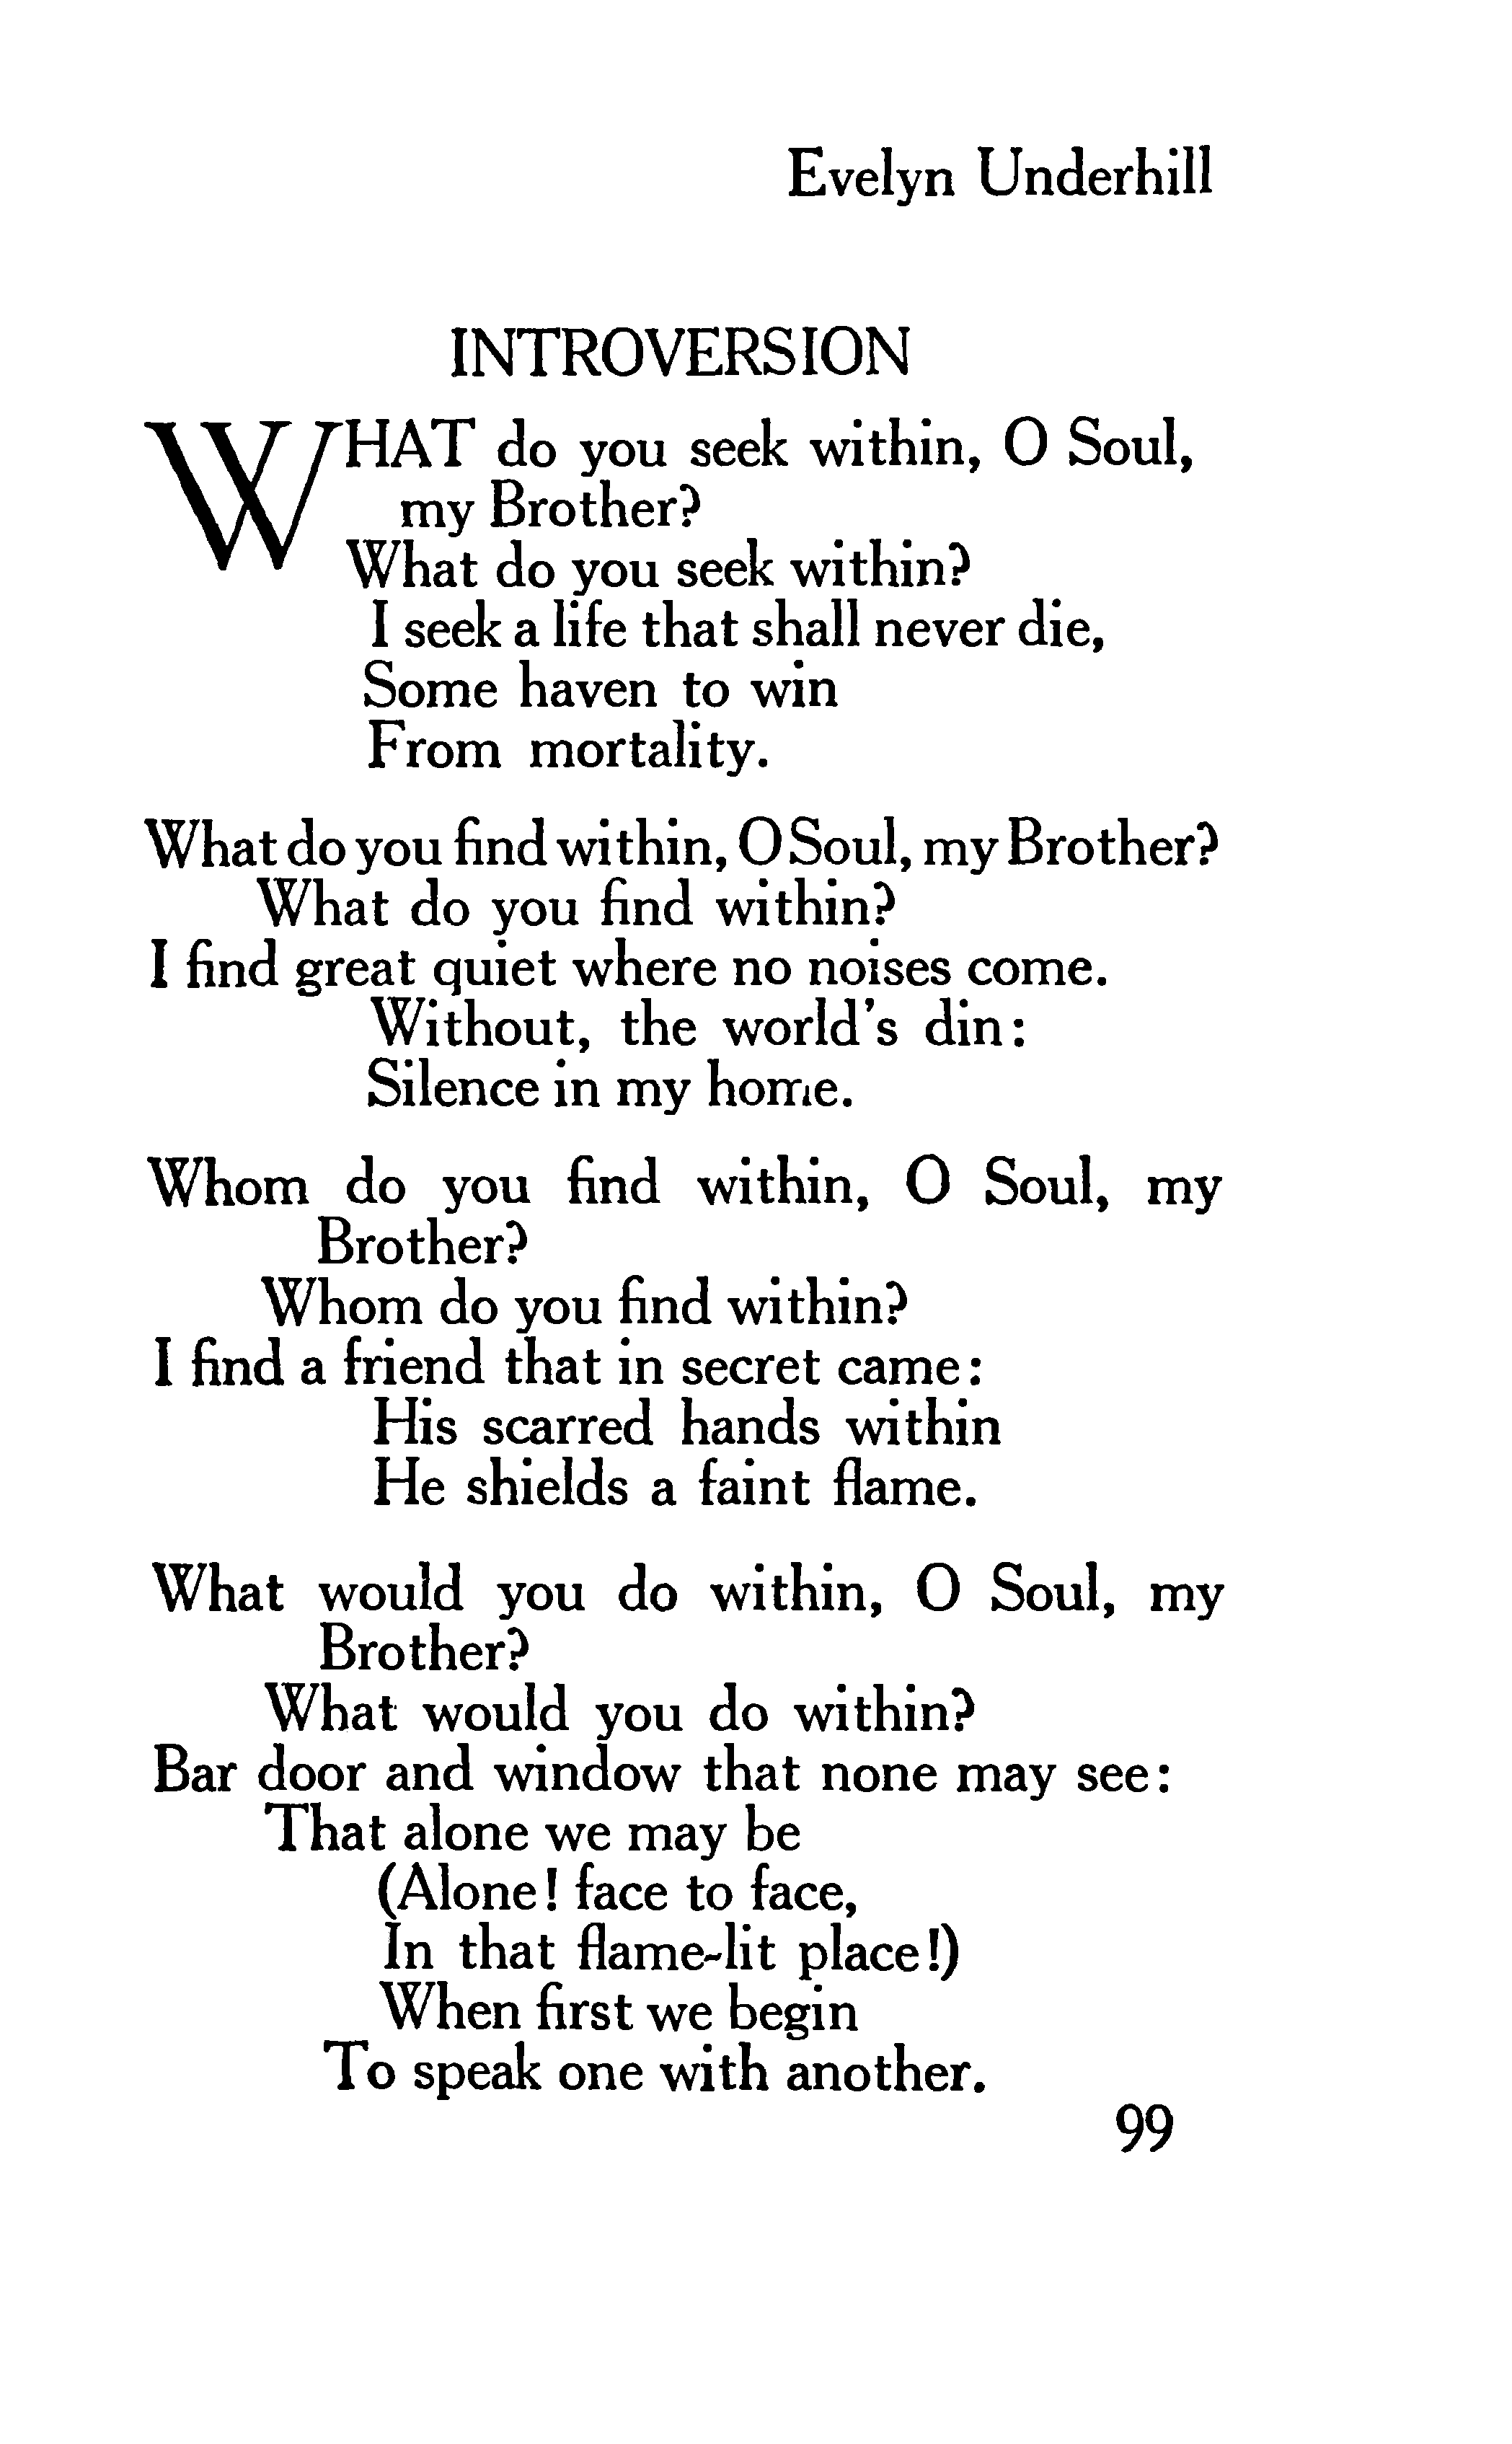 Evelyn Underhill
INTROVERSION
WHAT do you seek within, O Soul,
my Brother?
What do you seek within?
I seek a life that shall never die,
Some haven to win
From mortality.
What do you find within, O Soul, my Brother?
What do you find within?
I find great quiet where no noises come.
Without, the world's din:
Silence in my home.
Whom do you find within, O Soul, my
Brother?
Whom do you find within?
I find a friend that in secret came:
His scarred hands within
He shields a faint flame.
What would you do within, O Soul, my
Brother?
What would you do within?
Bar door and window that none may see:
That alone we may be
(Alone! face to face,
In that flame-lit place!)
When first we begin
To speak one with another.
99